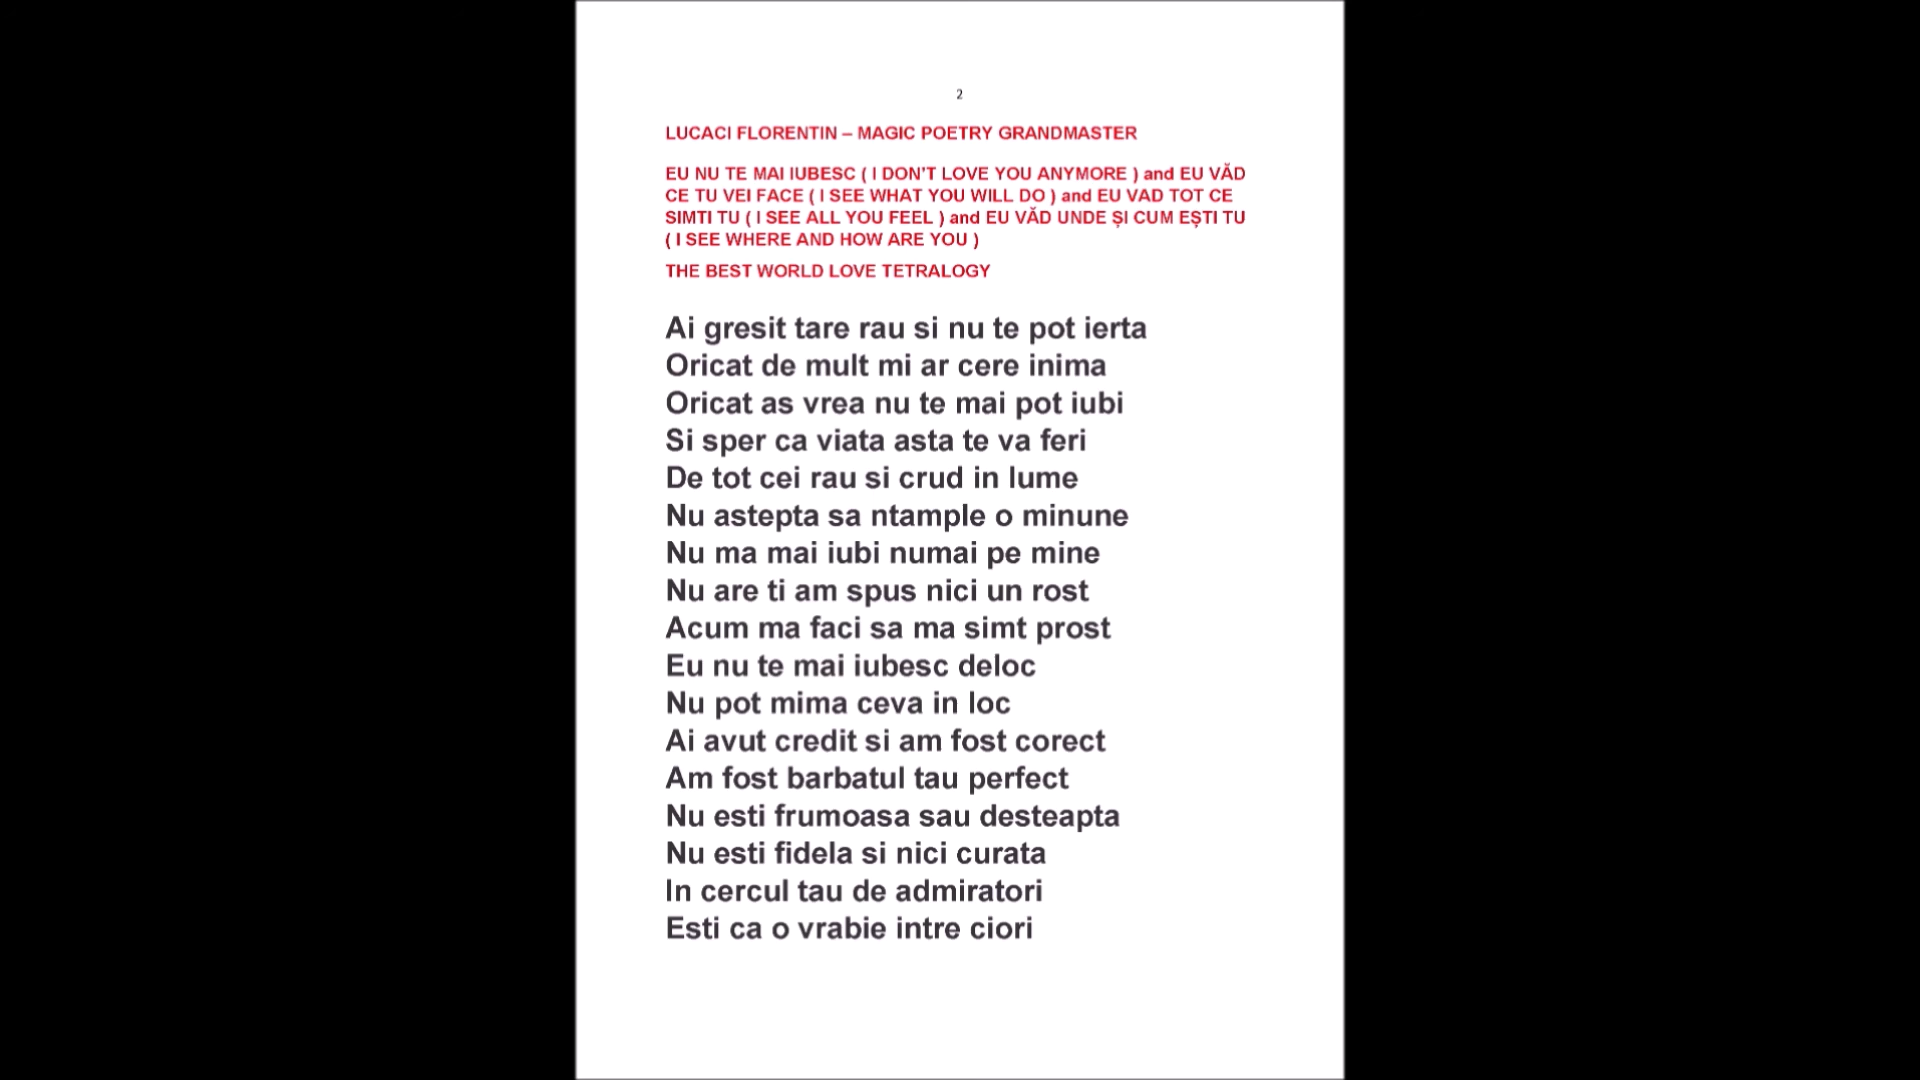 2
LUCACI FLORENTIN – MAGIC POETRY GRANDMASTER
EU NU TE MAI IUBESC ( I DON'T LOVE YOU ANYMORE ) and EU VĂD
CE TU VEI FACE ( I SEE WHAT YOU WILL DO ) and EU VAD TOT CE
SIMTI TU ( I SEE ALL YOU FEEL ) and EU VĂD UNDE ȘI CUM EȘTI TU
( I SEE WHERE AND HOW ARE YOU )
THE BEST WORLD LOVE TETRALOGY
Ai gresit tare rau si nu te pot ierta
Oricat de mult mi ar cere inima
Oricat as vrea nu te mai pot iubi
Si sper ca viata asta te va feri
De tot cei rau si crud in lume
Nu astepta sa ntample o minune
Nu ma mai iubi numai pe mine
Nu are ti am spus nici un rost
Acum ma faci sa ma simt prost
Eu nu te mai iubesc deloc
Nu pot mima ceva in loc
Ai avut credit si am fost corect
Am fost barbatul tau perfect
Nu esti frumoasa sau desteapta
Nu esti fidela si nici curata
In cercul tau de admiratori
Esti ca o vrabie intre ciori